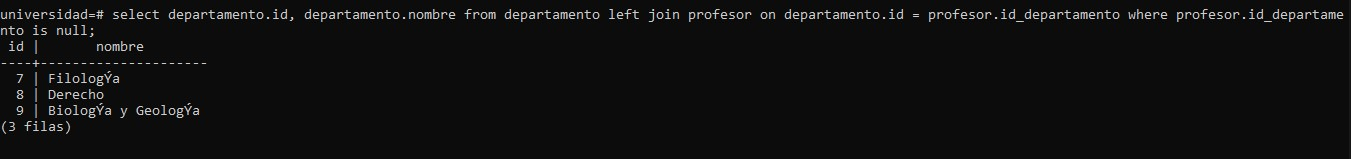 universidad=# select departamento.id, departamento.nombre from departamento left join profesor on departamento.id = profesor.id_departamento where profesor.id_departame
nto is null;
 id |       nombre
----+---------------------
  7 | FilologÝa
  8 | Derecho
  9 | BiologÝa y GeologÝa
(3 filas)